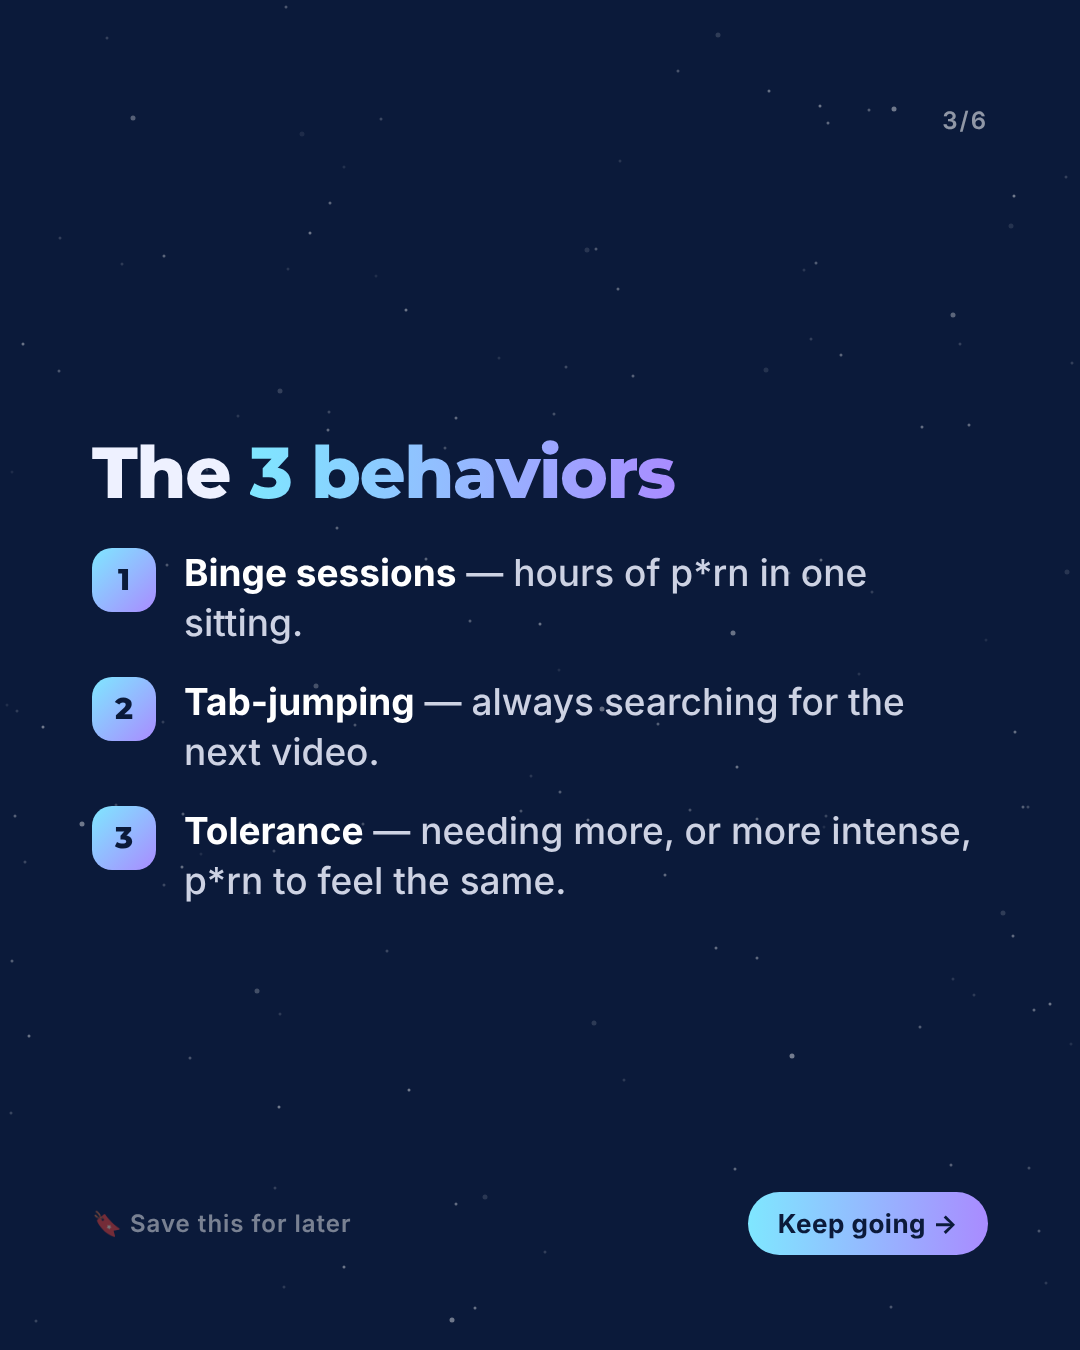 3/6
The 3 behaviors
1
Binge sessions — hours of p*rn in one
sitting.
2
Tab-jumping — always searching for the
next video.
3
Tolerance — needing more, or more intense,
p*rn to feel the same.
🔖 Save this for later
Keep going →